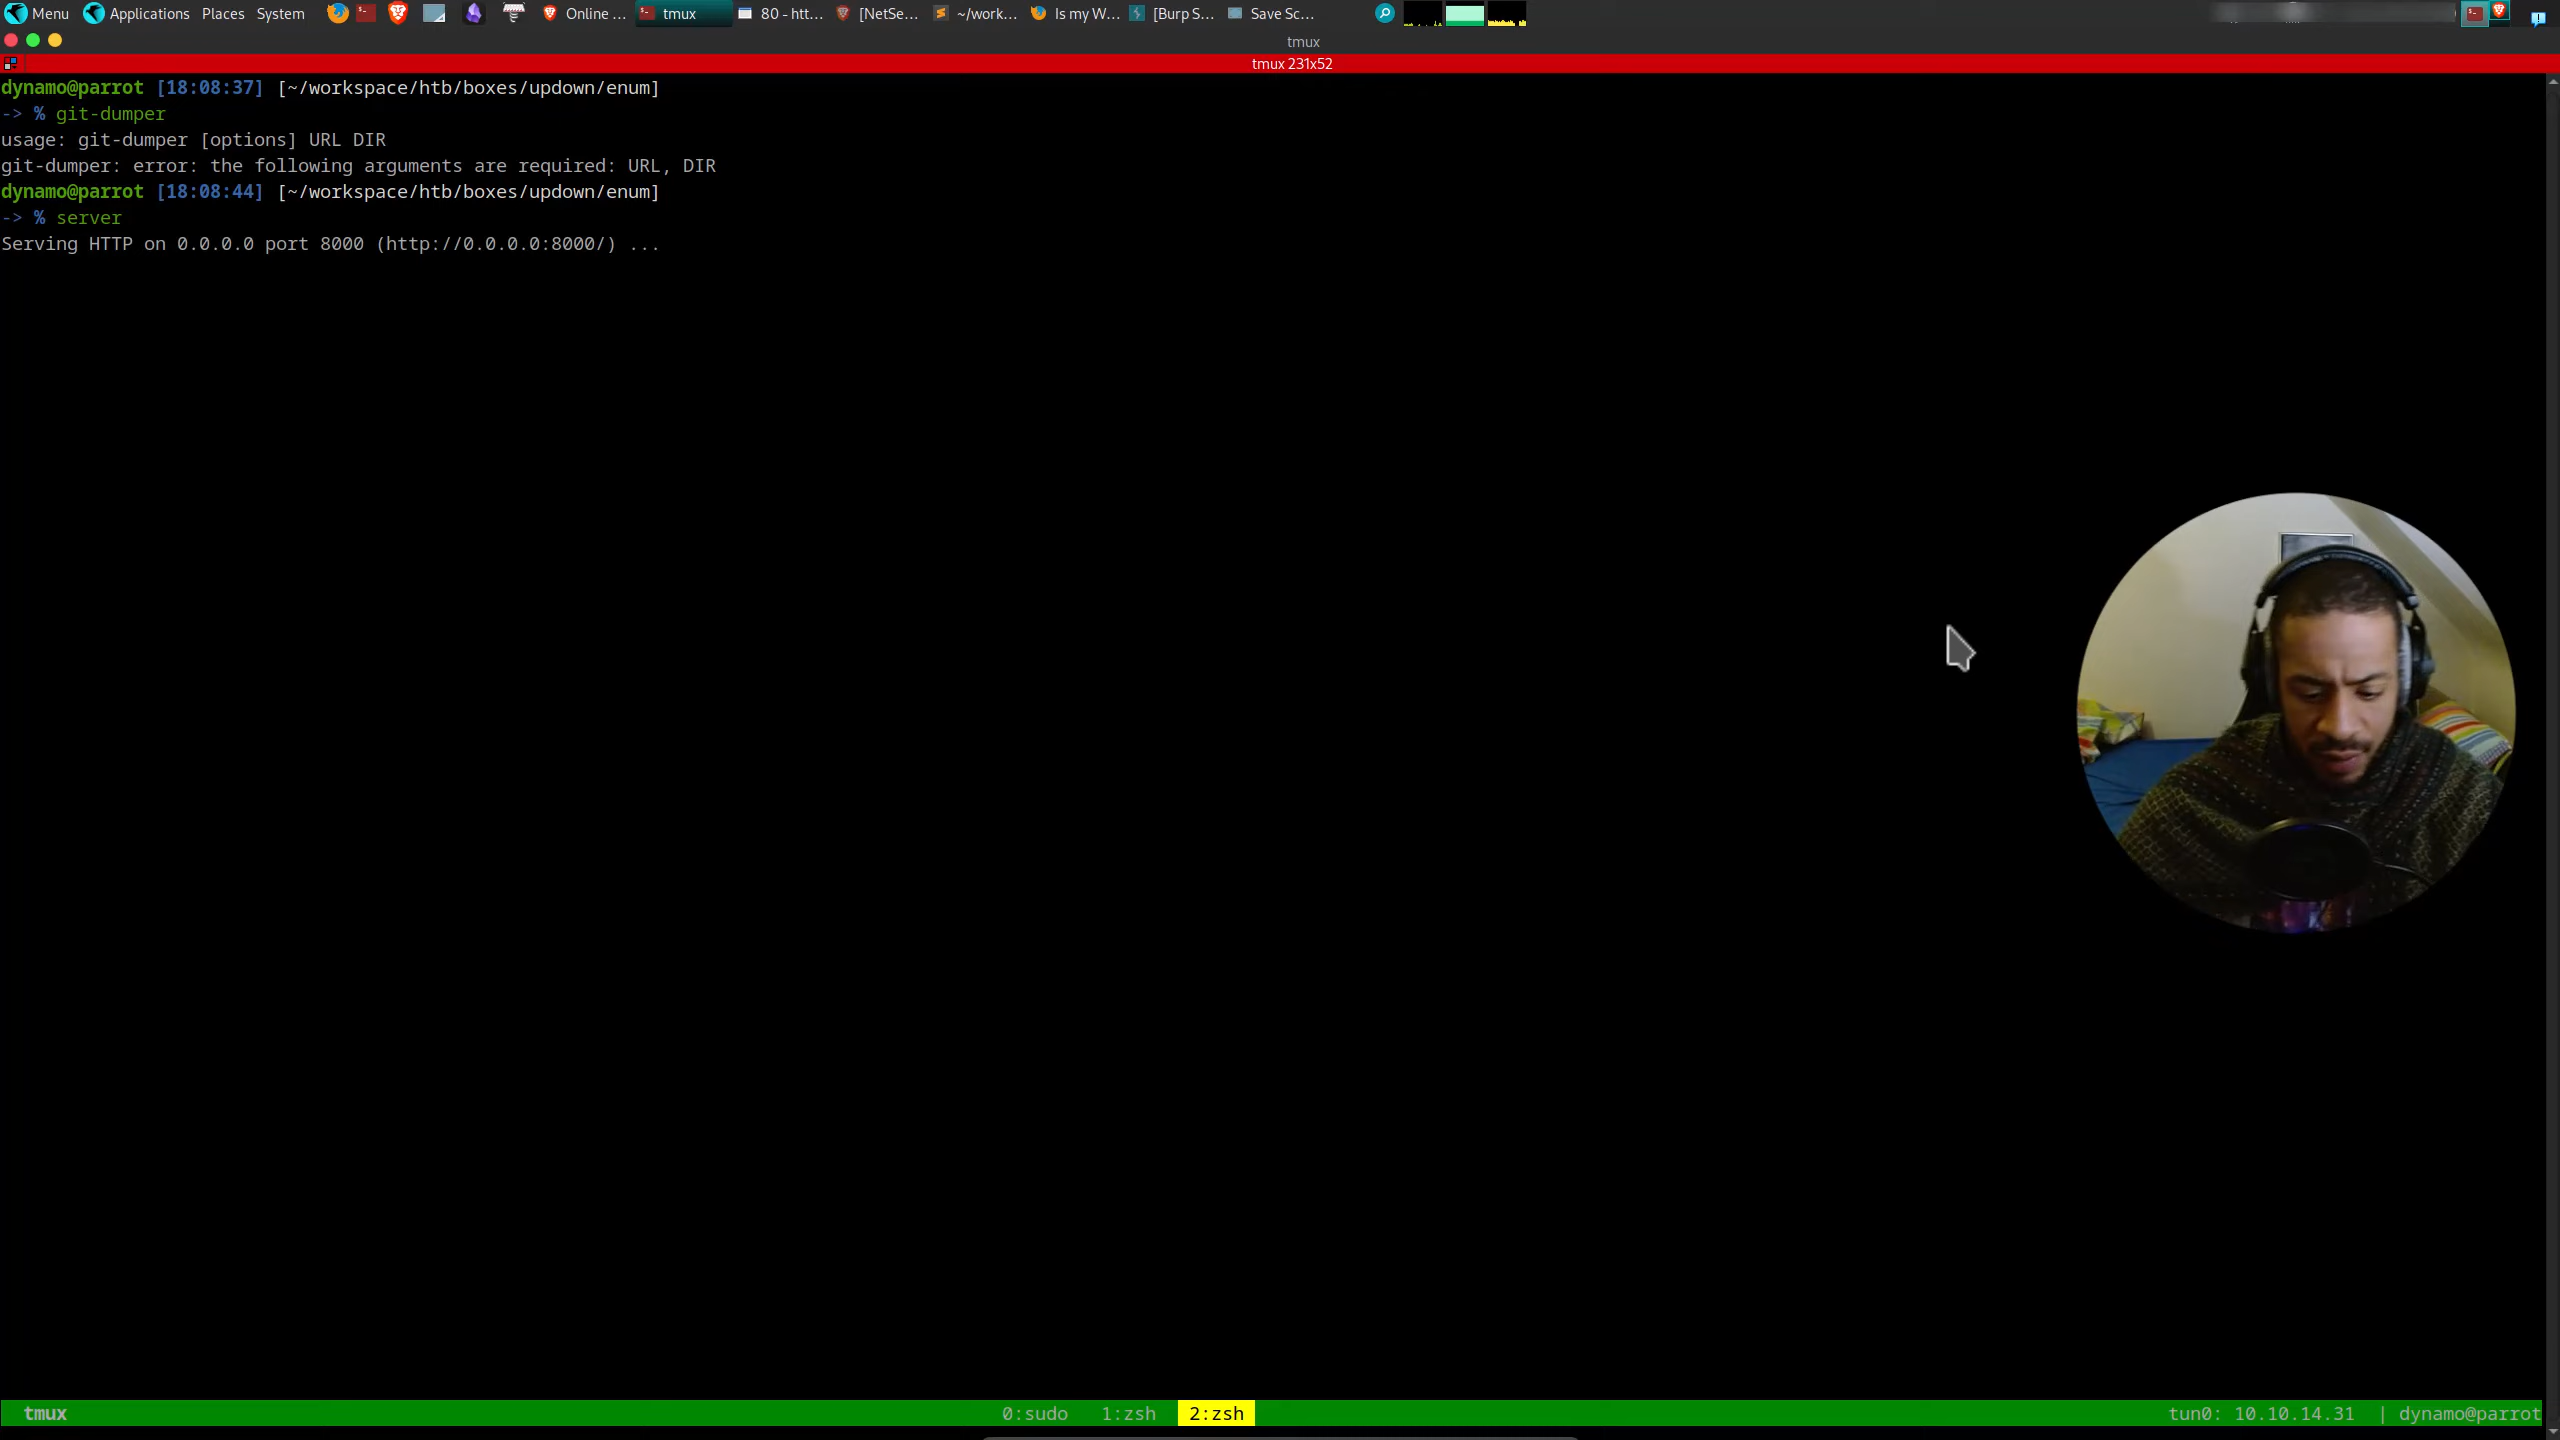 Menu Applications Places System Online ... tmux 80 - htt... [NetSe... ~/work... Is my W... [Burp S... Save Sc...
tmux
tmux 231x52
dynamo@parrot [18:08:37] [~/workspace/htb/boxes/updown/enum]
-> % git-dumper
usage: git-dumper [options] URL DIR
git-dumper: error: the following arguments are required: URL, DIR
dynamo@parrot [18:08:44] [~/workspace/htb/boxes/updown/enum]
-> % server
Serving HTTP on 0.0.0.0 port 8000 (http://0.0.0.0:8000/) ...
tmux 0:sudo 1:zsh 2:zsh tun0: 10.10.14.31 | dynamo@parrot